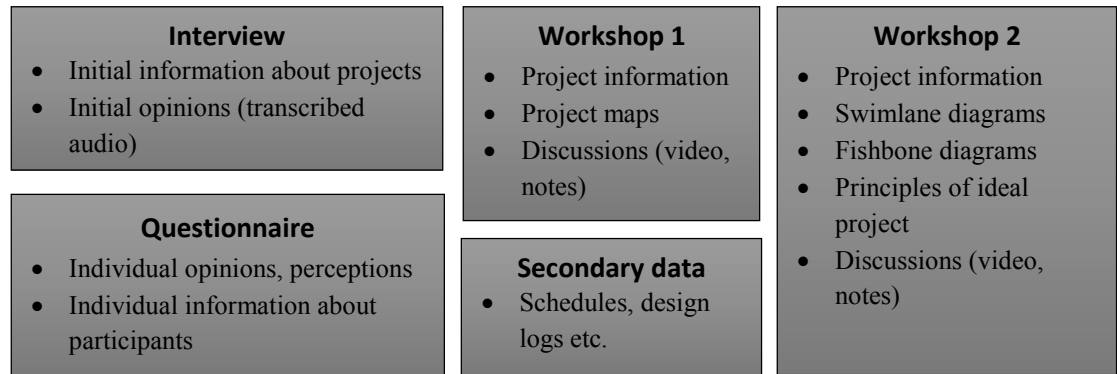 Interview
• Initial information about projects
• Initial opinions (transcribed
audio)
Questionnaire
• Individual opinions, perceptions
• Individual information about
participants
Workshop 1
• Project information
• Project maps
• Discussions (video,
notes)
Secondary data
• Schedules, design
logs etc.
Workshop 2
• Project information
• Swimlane diagrams
• Fishbone diagrams
• Principles of ideal
project
• Discussions (video,
notes)